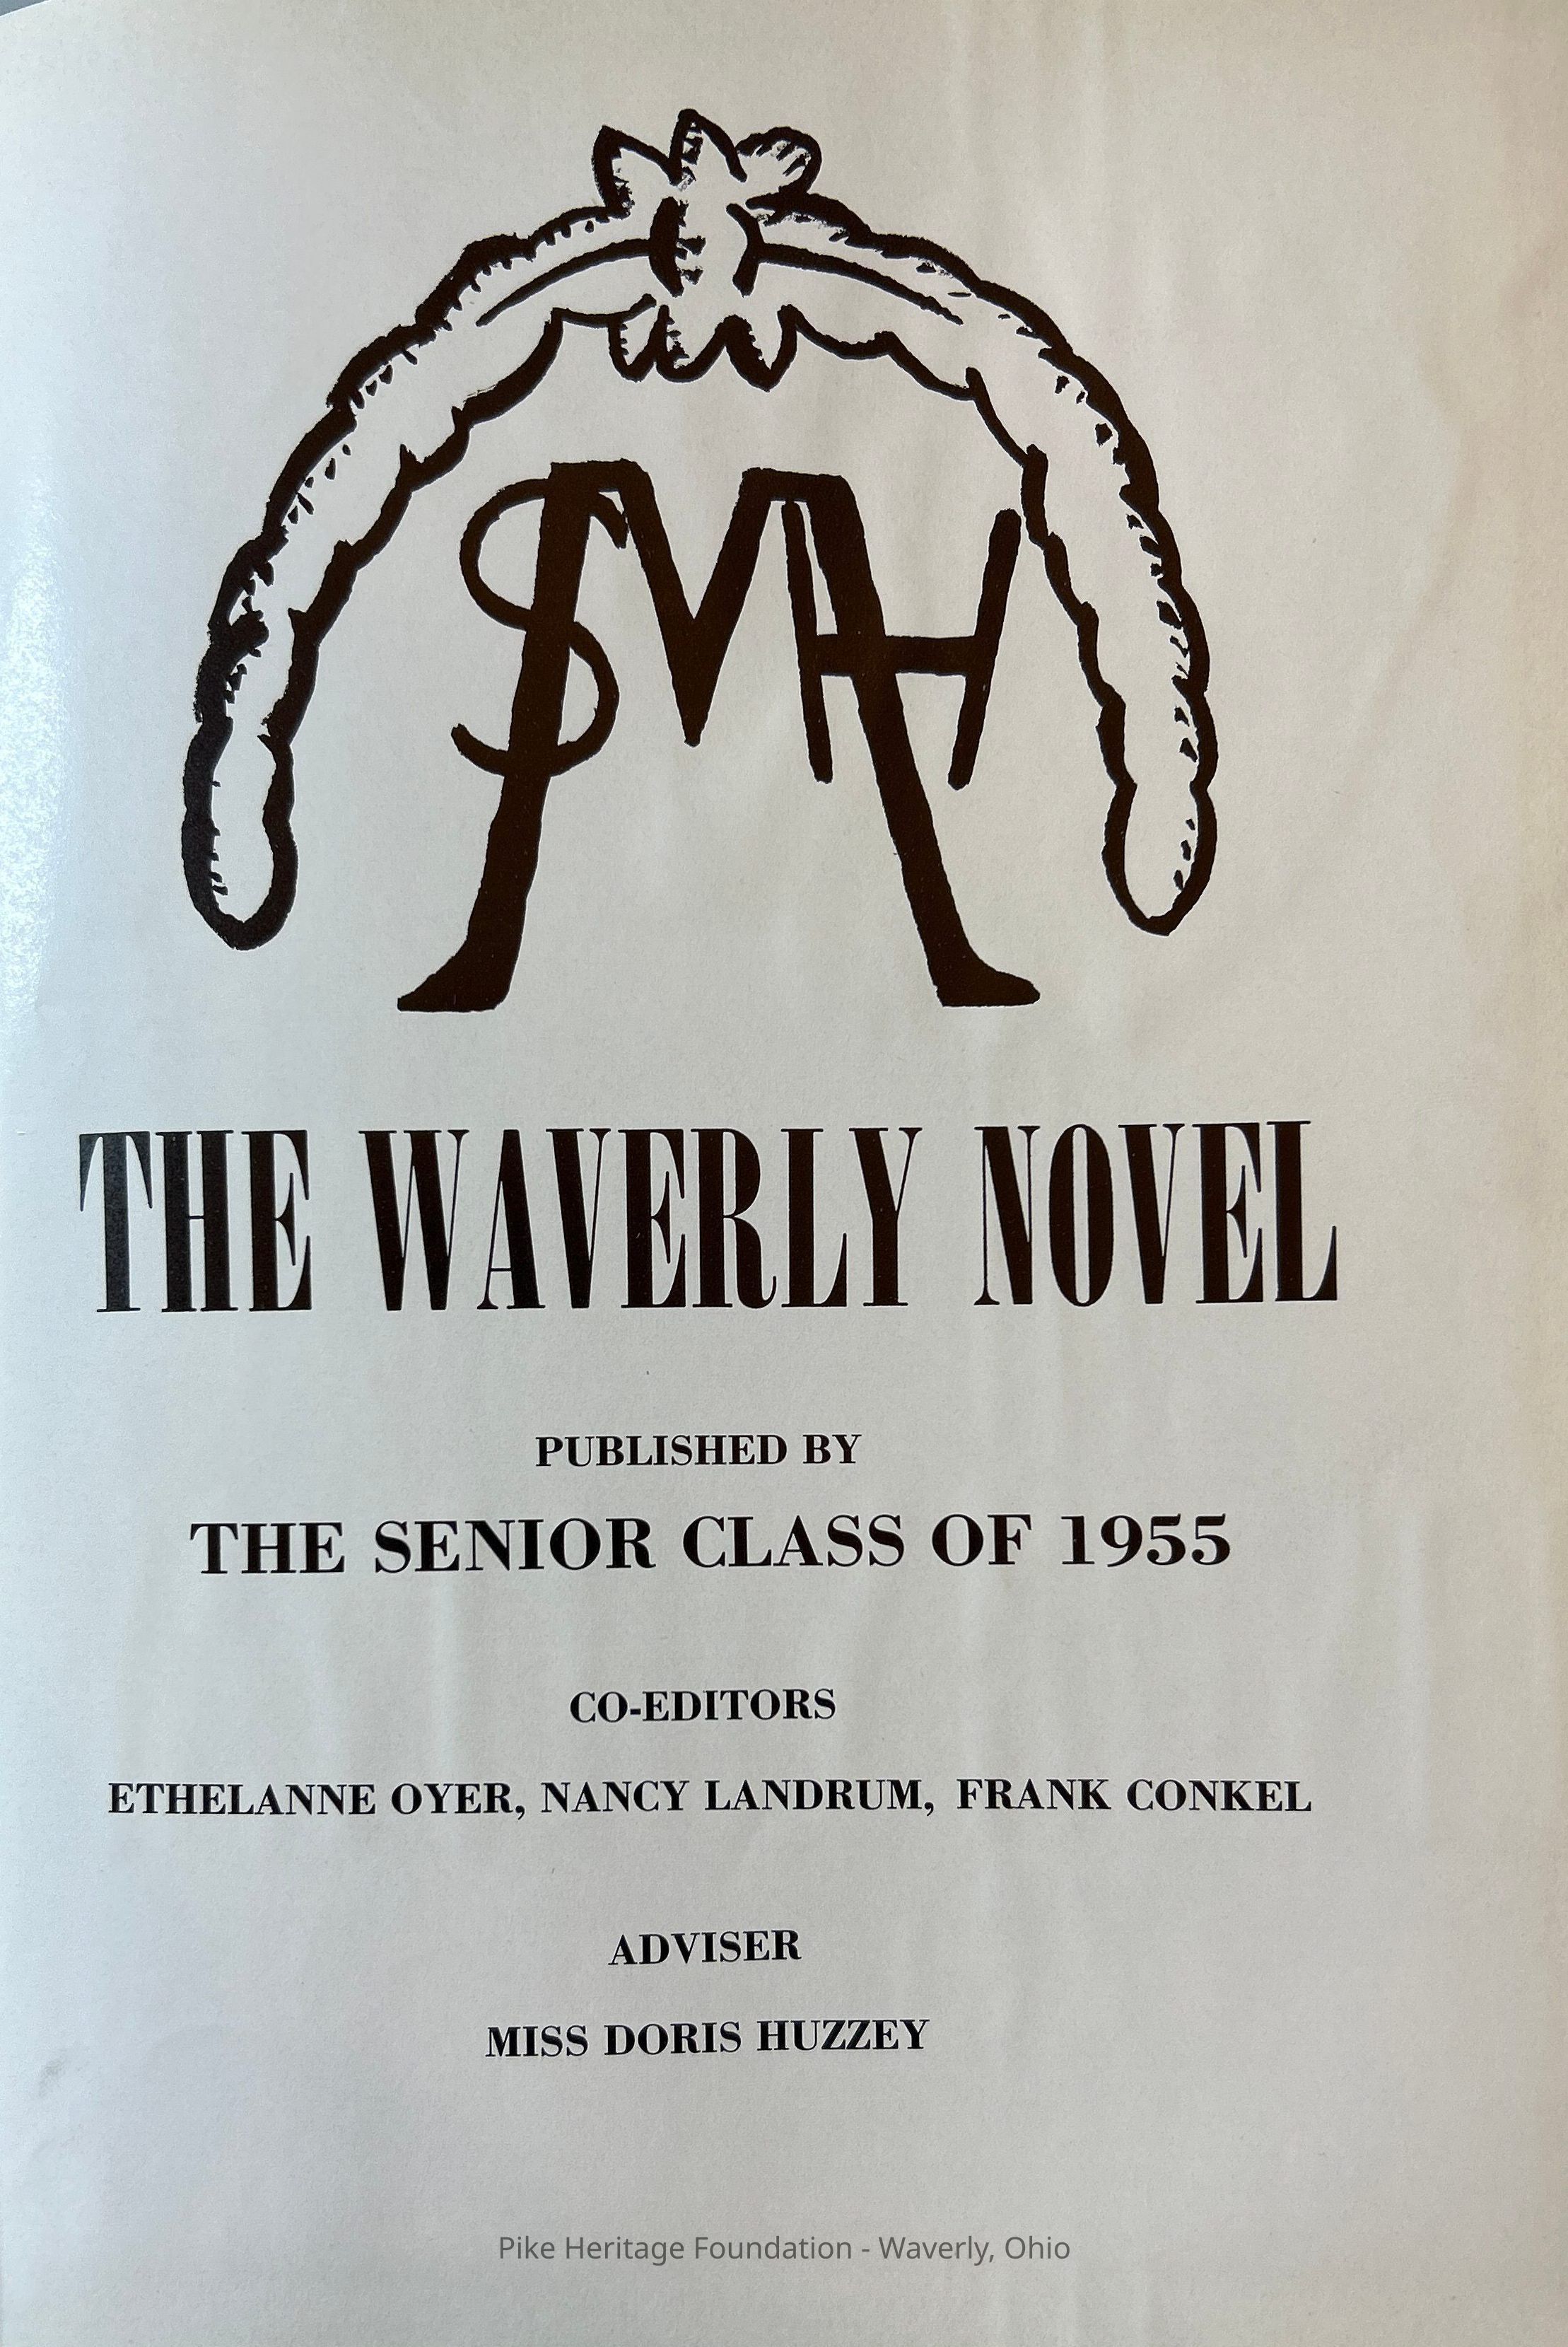 SMH
THE WAVERLY NOVEL
PUBLISHED BY
THE SENIOR CLASS OF 1955
CO-EDITORS
ETHELANNE OYER, NANCY LANDRUM, FRANK CONKEL
ADVISER
MISS DORIS HUZZEY
Pike Heritage Foundation - Waverly, Ohio